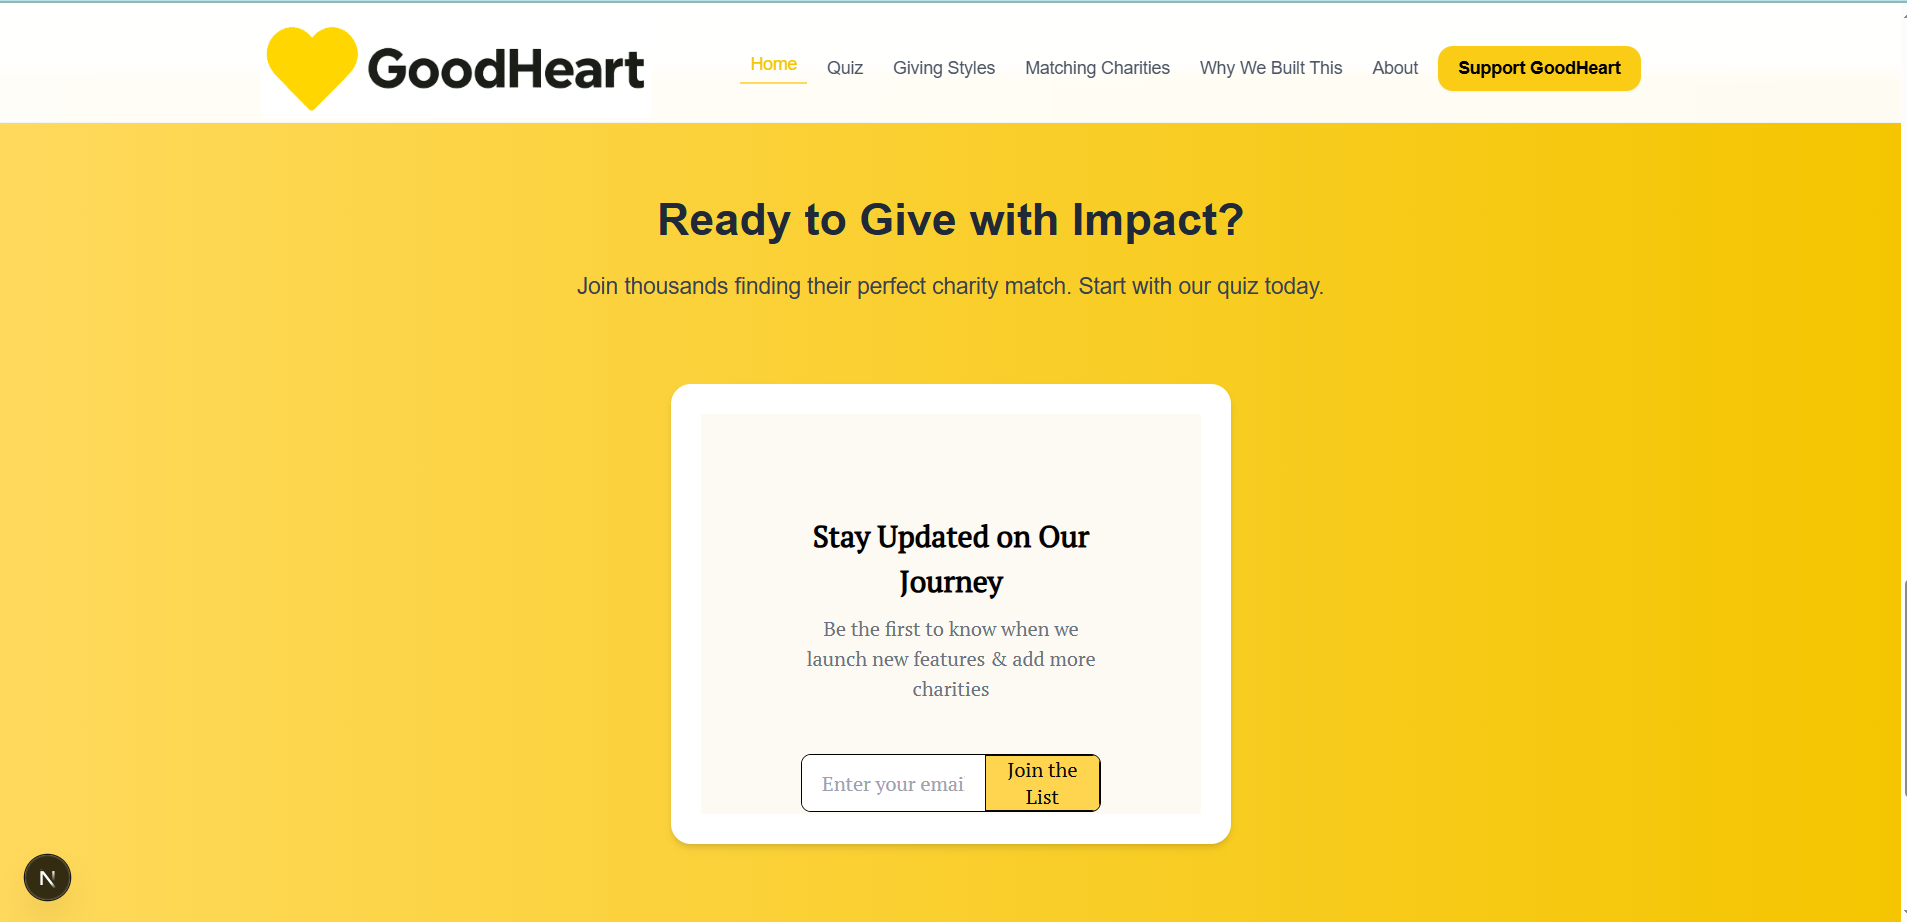 GoodHeart
Home Quiz Giving Styles Matching Charities Why We Built This About Support GoodHeart
Ready to Give with Impact?
Join thousands finding their perfect charity match. Start with our quiz today.
Stay Updated on Our
Journey
Be the first to know when we
launch new features & add more
charities
Enter your emai
Join the
List
N